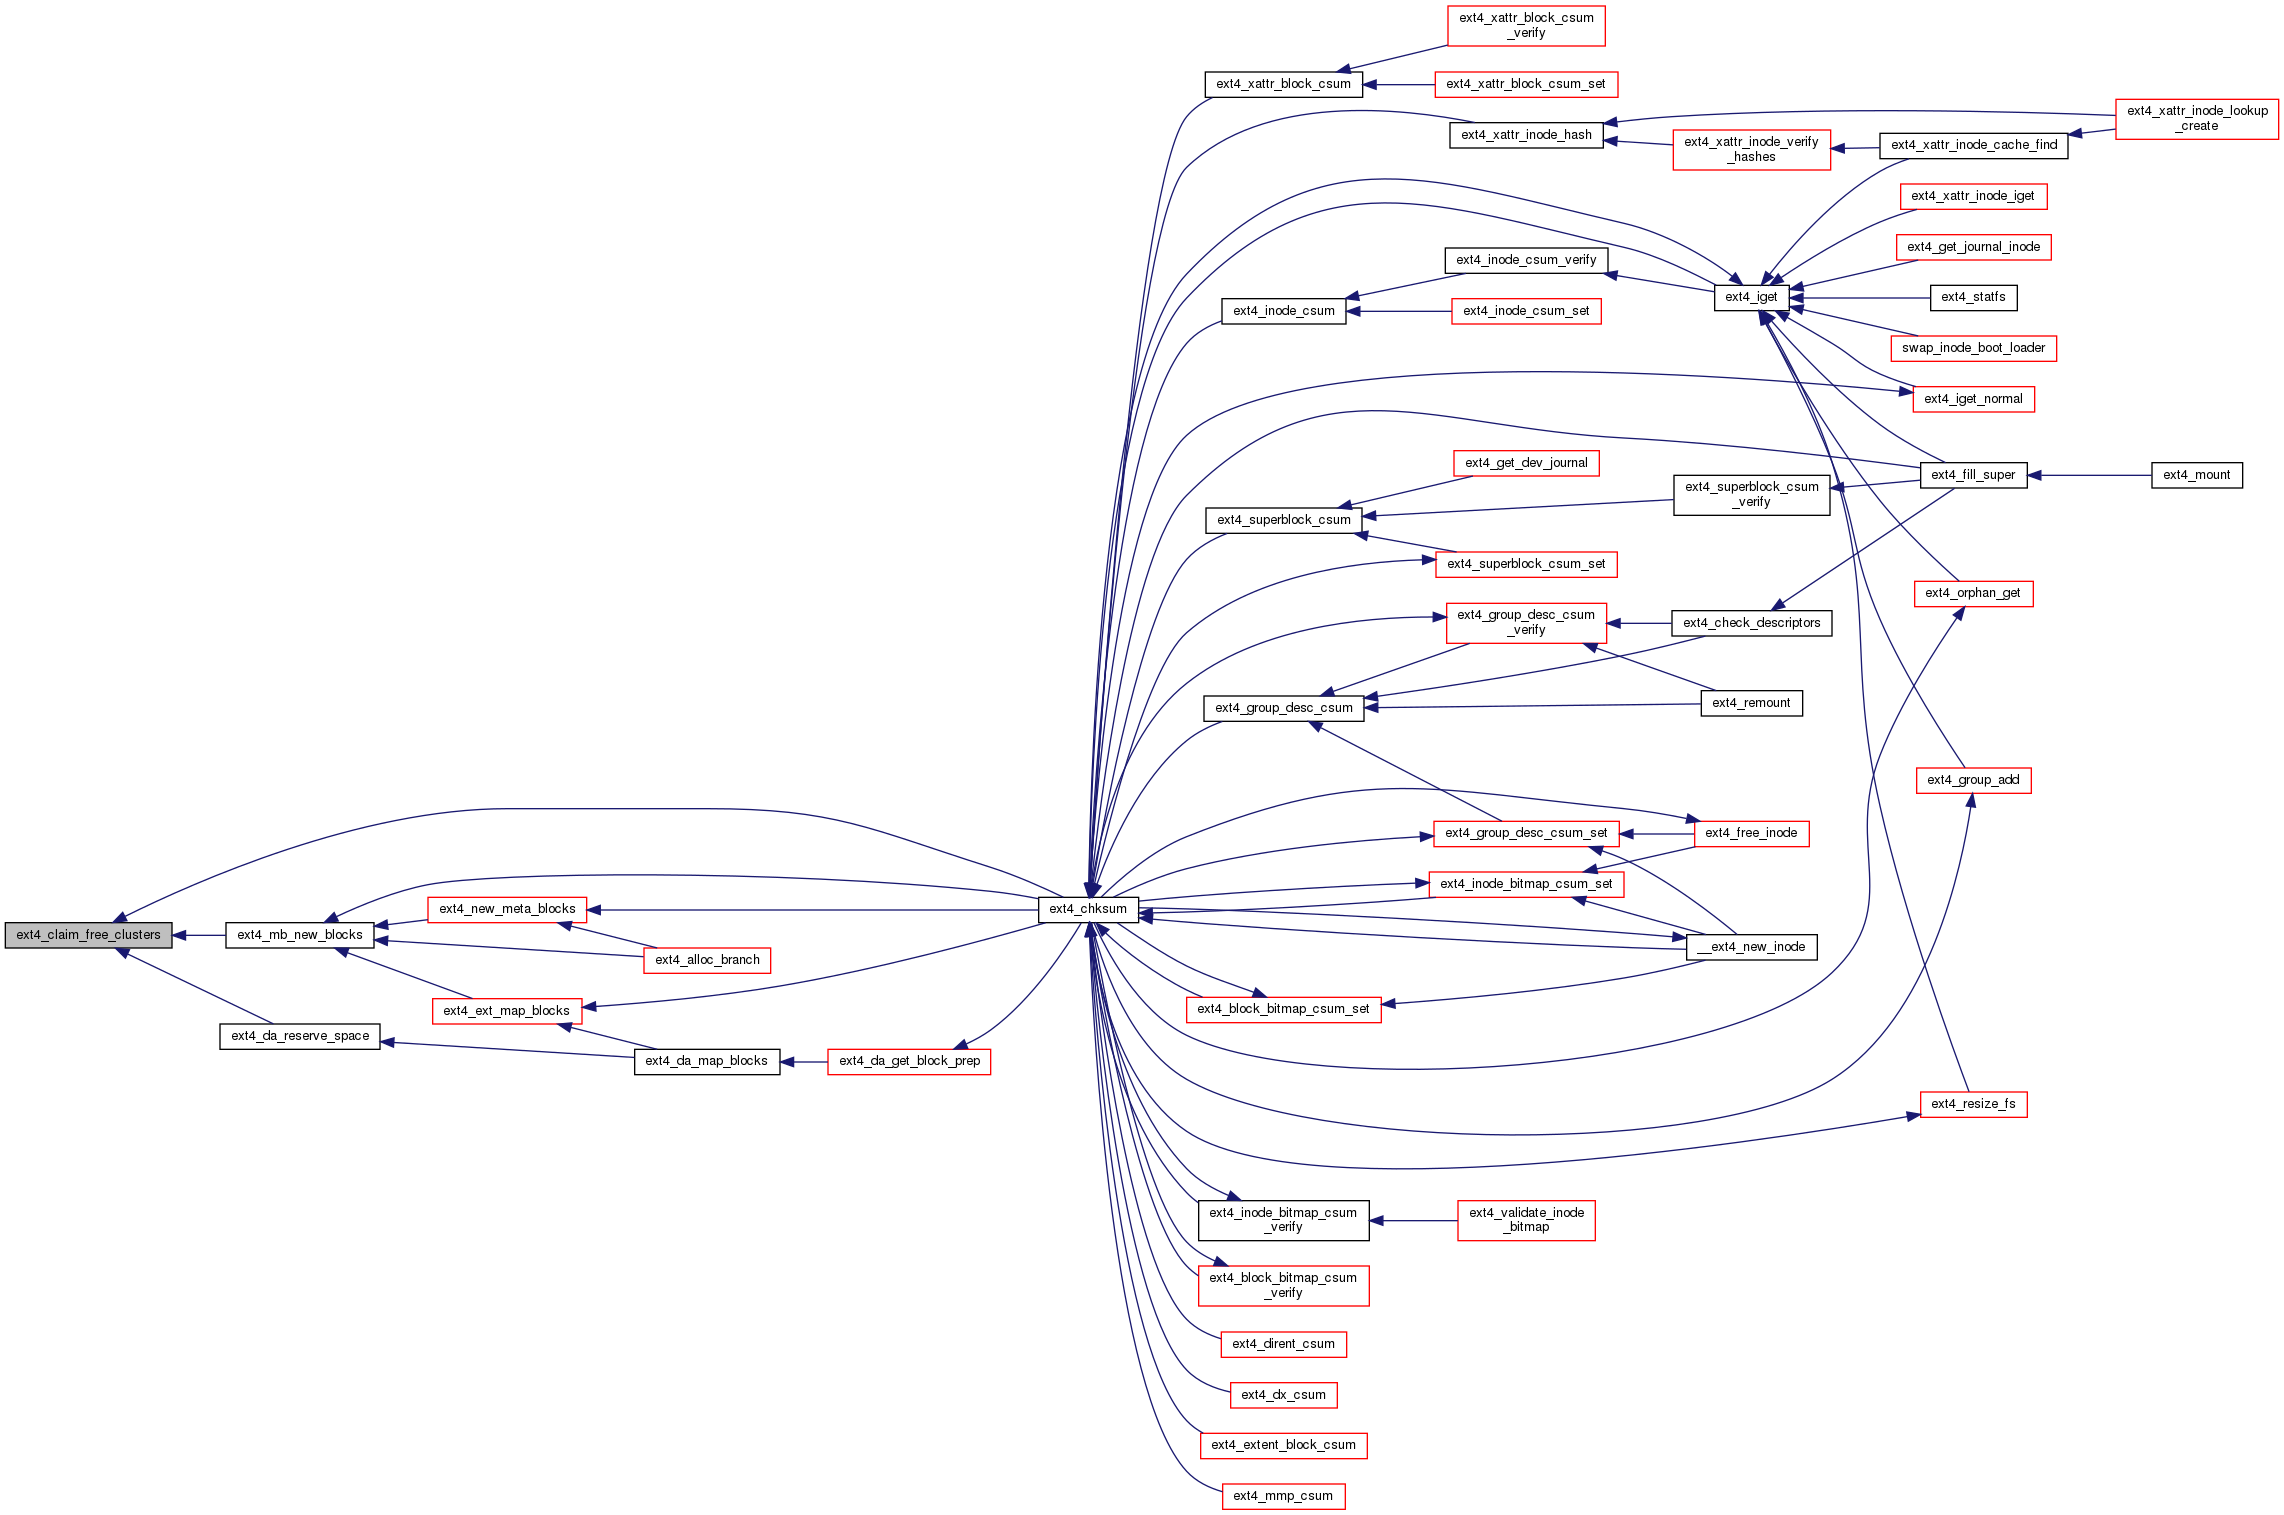 ext4_xattr_block_csum
_verify
ext4_xattr_block_csum
ext4_xattr_block_csum_set
ext4_xattr_inode_lookup
_create
ext4_xattr_inode_hash
ext4_xattr_inode_verify
_hashes
ext4_xattr_inode_cache_find
ext4_xattr_inode_iget
ext4_get_journal_inode
ext4_inode_csum_verify
ext4_iget
ext4_statfs
ext4_inode_csum
ext4_inode_csum_set
swap_inode_boot_loader
ext4_iget_normal
ext4_get_dev_journal
ext4_fill_super
ext4_mount
ext4_superblock_csum
_verify
ext4_superblock_csum
ext4_superblock_csum_set
ext4_orphan_get
ext4_group_desc_csum
_verify
ext4_check_descriptors
ext4_group_desc_csum
ext4_remount
ext4_group_add
ext4_group_desc_csum_set
ext4_free_inode
ext4_inode_bitmap_csum_set
ext4_new_meta_blocks
ext4_chksum
ext4_claim_free_clusters
ext4_mb_new_blocks
__ext4_new_inode
ext4_alloc_branch
ext4_ext_map_blocks
ext4_block_bitmap_csum_set
ext4_da_reserve_space
ext4_da_map_blocks
ext4_da_get_block_prep
ext4_resize_fs
ext4_inode_bitmap_csum
_verify
ext4_validate_inode
_bitmap
ext4_block_bitmap_csum
_verify
ext4_dirent_csum
ext4_dx_csum
ext4_extent_block_csum
ext4_mmp_csum